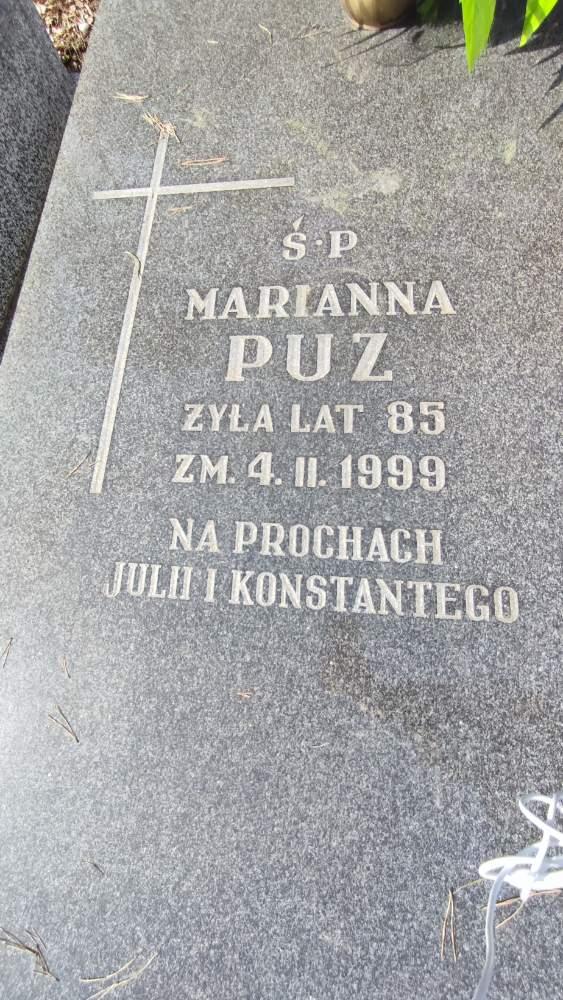 Ś·P
MARIANNA
PUZ
ŻYŁA LAT 85
ZM. 4. II. 1999
NA PROCHACH
JULII I KONSTANTEGO